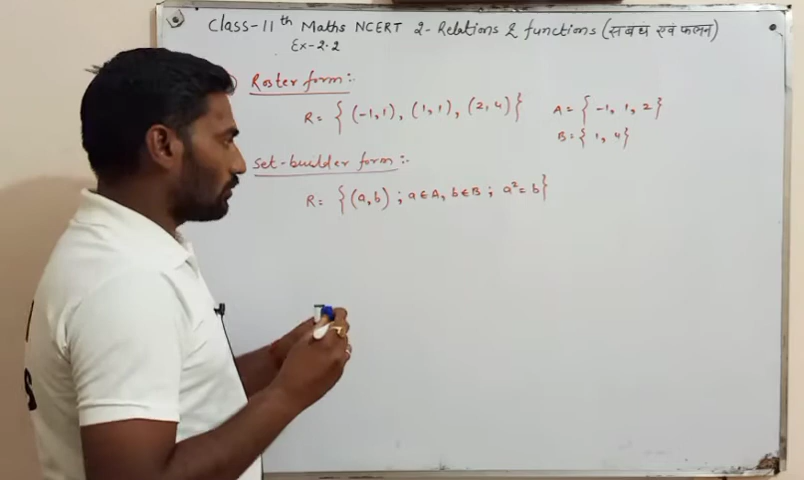 Class-11th Maths NCERT 2-Relations & functions (संबंध एवं फलन)
Ex-2.2
Roster form:-
R = {(-1,1), (1,1), (2,4)} A = {-1, 1, 2}
B = {1, 4}
Set-builder form:-
R = {(a,b) ; a∈A, b∈B ; a²= b}